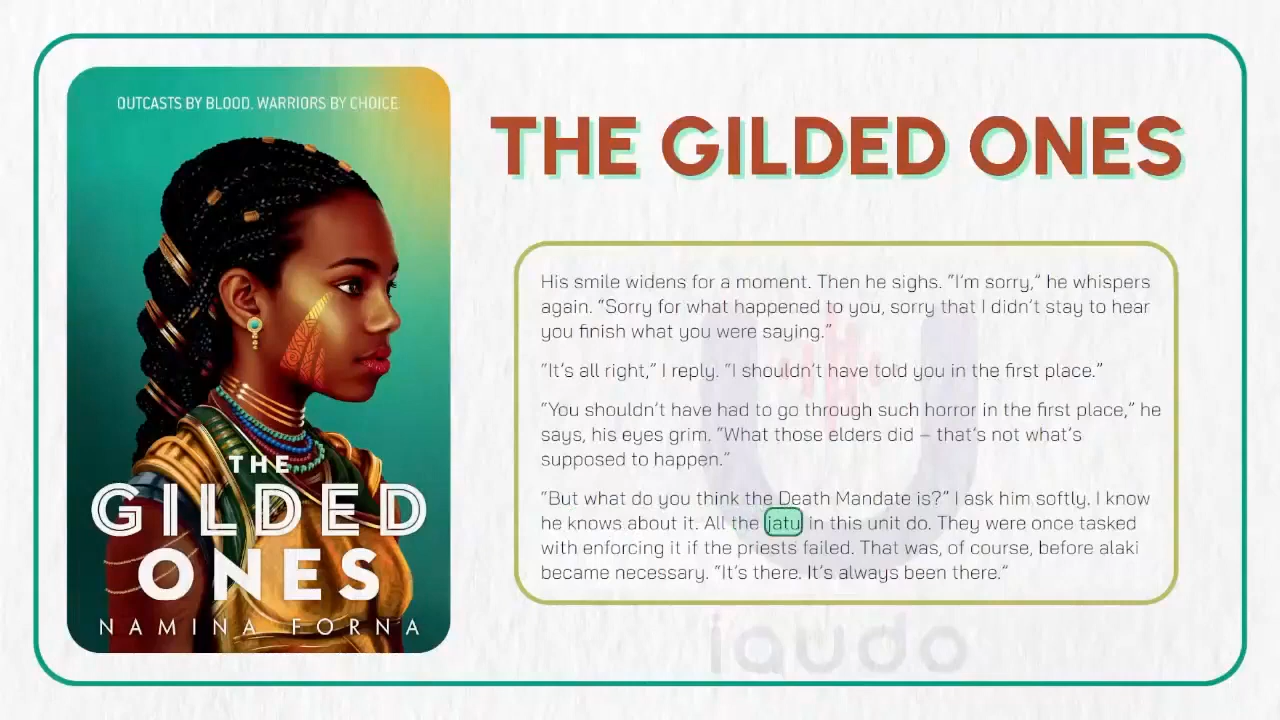 OUTCASTS BY BLOOD. WARRIORS BY CHOICE.
THE
GILDED
ONES
NAMINA FORNA
THE GILDED ONES
His smile widens for a moment. Then he sighs. “I’m sorry,” he whispers
again. “Sorry for what happened to you, sorry that I didn’t stay to hear
you finish what you were saying.”
“It’s all right,” I reply. “I shouldn’t have told you in the first place.”
“You shouldn’t have had to go through such horror in the first place,” he
says, his eyes grim. “What those elders did – that’s not what’s
supposed to happen.”
“But what do you think the Death Mandate is?” I ask him softly. I know
he knows about it. All the jatu in this unit do. They were once tasked
with enforcing it if the priests failed. That was, of course, before alaki
became necessary. “It’s there. It’s always been there.”
iaudo